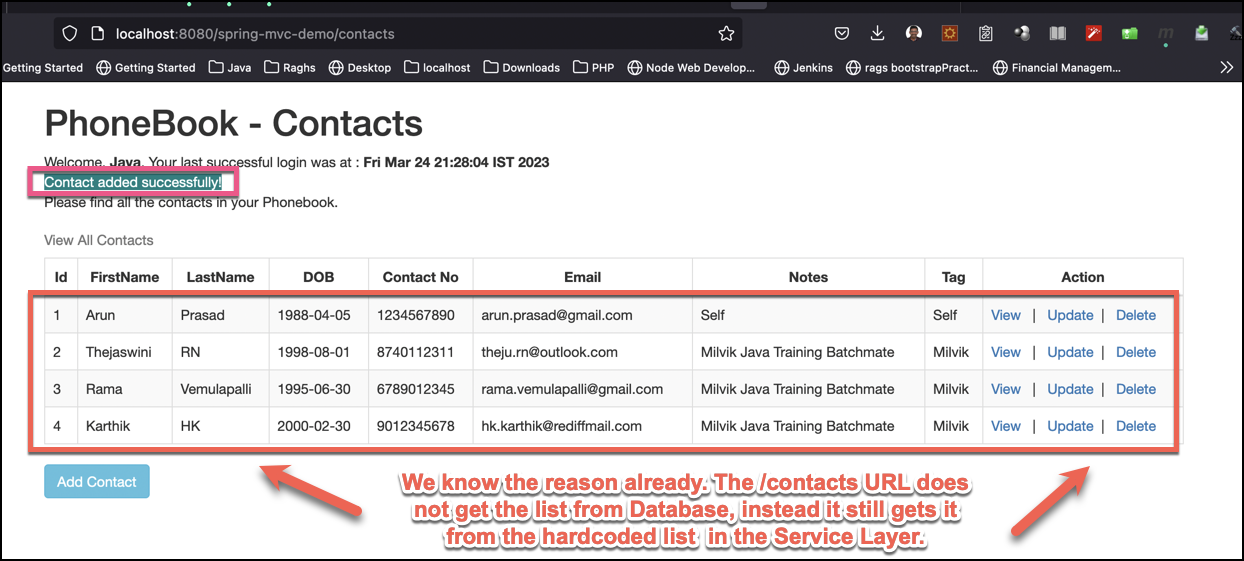 localhost:8080/spring-mvc-demo/contacts
Getting Started Getting Started Java Raghs Desktop localhost Downloads PHP Node Web Develop... Jenkins rags bootstrapPract... Financial Managem...
PhoneBook - Contacts
Welcome, Java. Your last successful login was at : Fri Mar 24 21:28:04 IST 2023
Contact added successfully!
Please find all the contacts in your Phonebook.
View All Contacts
Id FirstName LastName DOB Contact No Email Notes Tag Action
1 Arun Prasad 1988-04-05 1234567890 arun.prasad@gmail.com Self Self View | Update | Delete
2 Thejaswini RN 1998-08-01 8740112311 theju.rn@outlook.com Milvik Java Training Batchmate Milvik View | Update | Delete
3 Rama Vemulapalli 1995-06-30 6789012345 rama.vemulapalli@gmail.com Milvik Java Training Batchmate Milvik View | Update | Delete
4 Karthik HK 2000-02-30 9012345678 hk.karthik@rediffmail.com Milvik Java Training Batchmate Milvik View | Update | Delete
Add Contact
We know the reason already. The /contacts URL does
not get the list from Database, instead it still gets it
from the hardcoded list in the Service Layer.